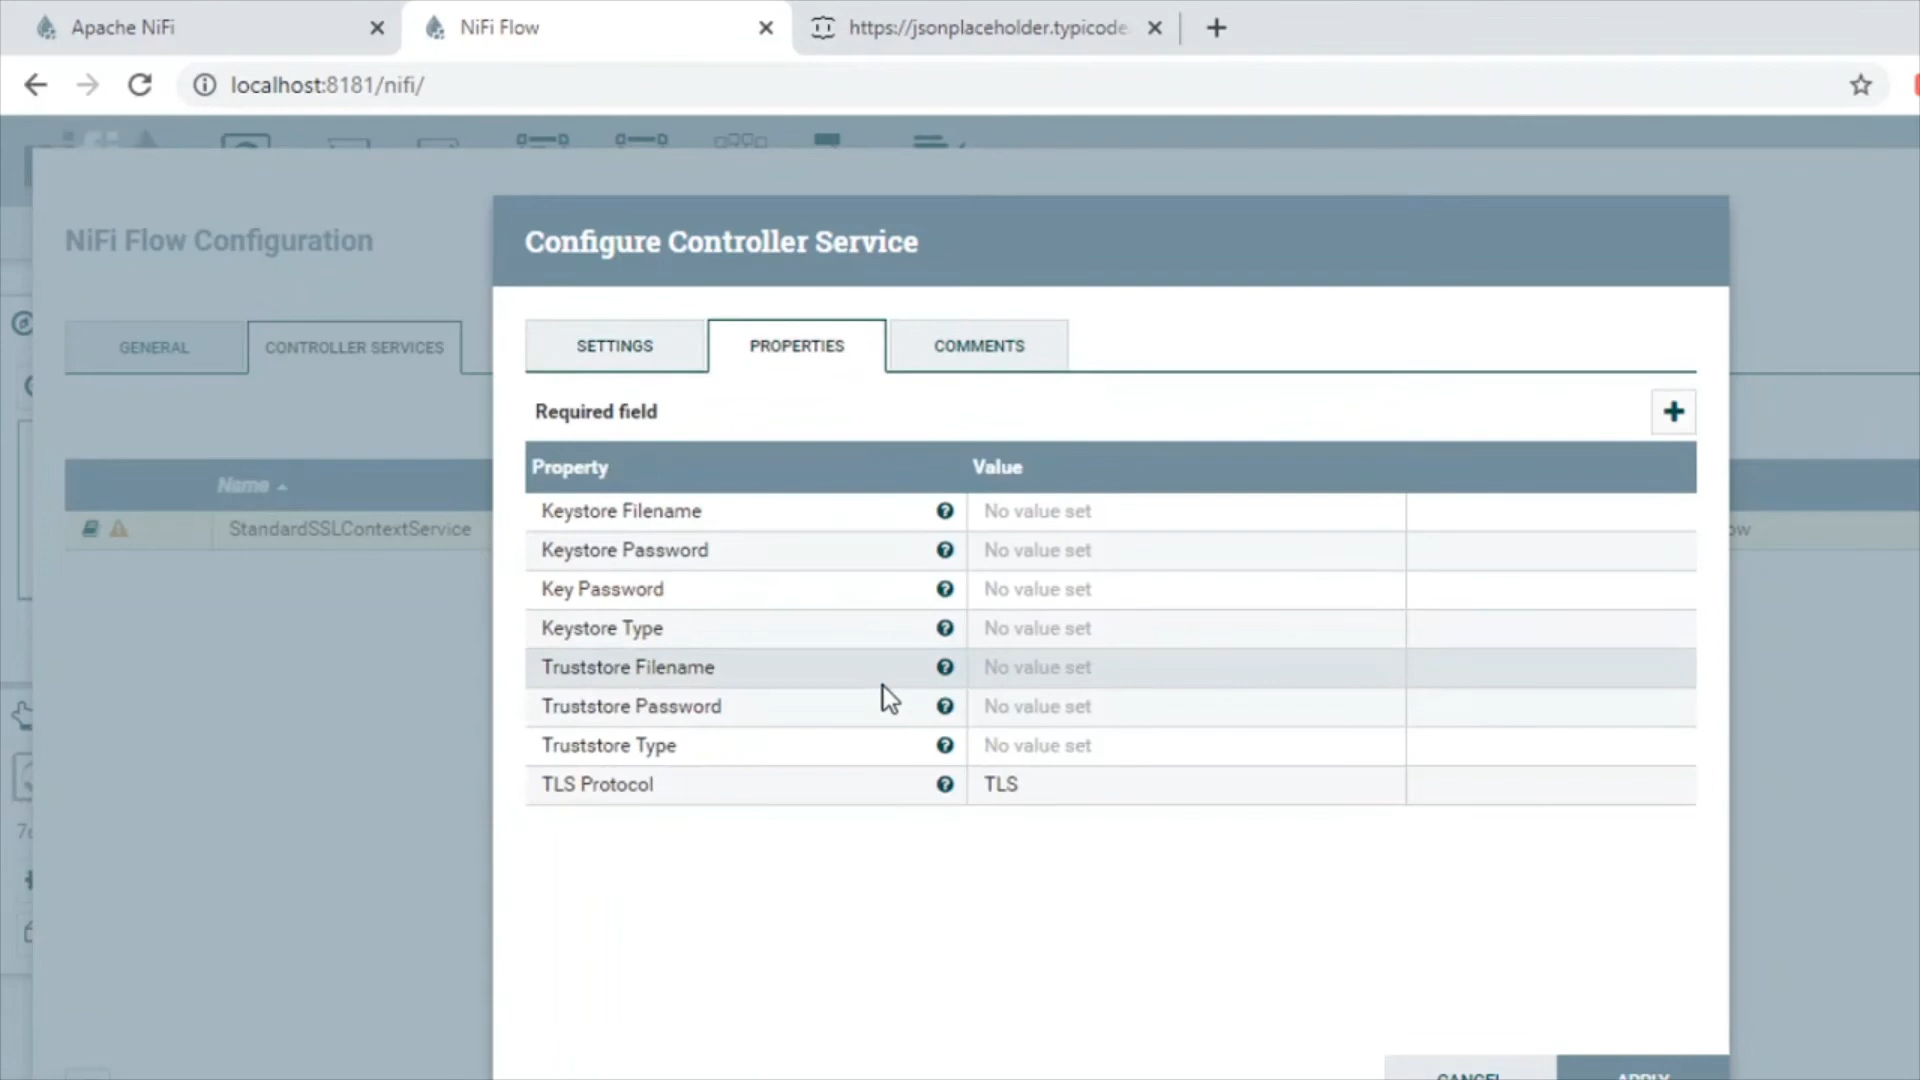 Apache NiFi
NiFi Flow
https://jsonplaceholder.typicode
localhost:8181/nifi/
NiFi Flow Configuration
Configure Controller Service
GENERAL
CONTROLLER SERVICES
SETTINGS
PROPERTIES
COMMENTS
Required field
Name
Property Value
StandardSSLContextService
Keystore Filename No value set
Keystore Password No value set
Key Password No value set
Keystore Type No value set
Truststore Filename No value set
Truststore Password No value set
Truststore Type No value set
TLS Protocol TLS
CANCEL
APPLY